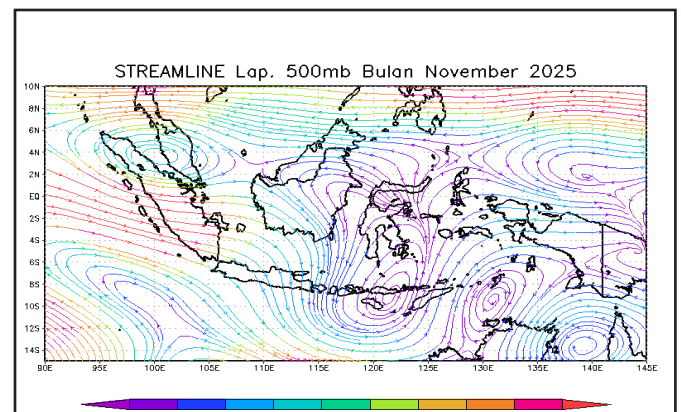 STREAMLINE Lap. 500mb Bulan November 2025
10N
8N
6N
4N
2N
EQ
2S
4S
6S
8S
10S
12S
14S
80E 95E 100E 105E 110E 115E 120E 125E 130E 135E 140E 145E